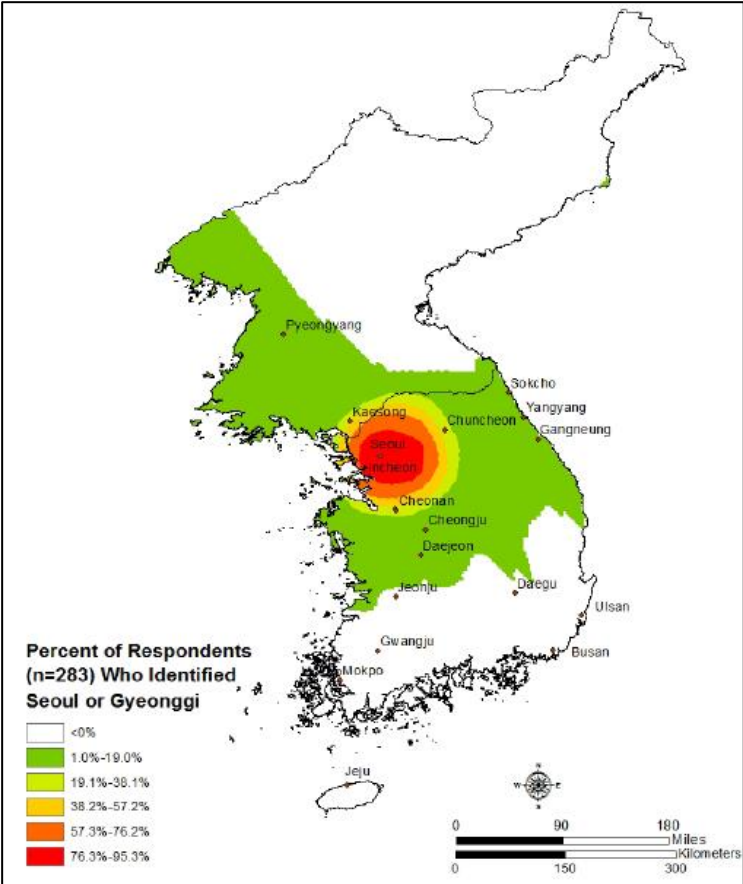 Pyeongyang
Sokcho
Kaesong
Yangyang
Chuncheon
Gangneung
Seoul
Incheon
Cheonan
Cheongju
Daejeon
Jeonju
Daegu
Ulsan
Gwangju
Busan
Mokpo
Percent of Respondents
(n=283) Who Identified
Seoul or Gyeonggi
<0%
1.0%-19.0%
19.1%-38.1%
38.2%-57.2%
57.3%-76.2%
76.3%-95.3%
Jeju
N
W E
S
0 90 180
Miles
Kilometers
0 150 300